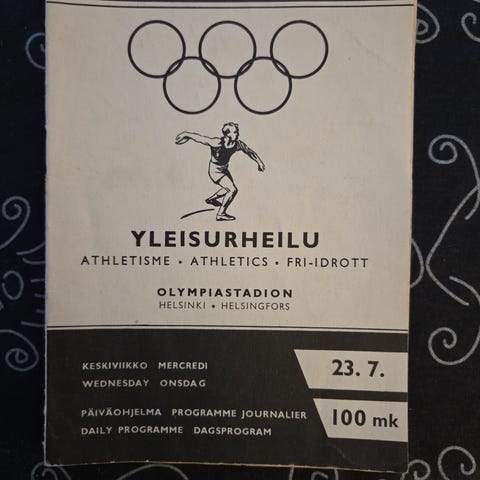 YLEISURHEILU
ATHLETISME • ATHLETICS • FRI-IDROTT
OLYMPIASTADION
HELSINKI • HELSINGFORS
KESKIVIIKKO MERCREDI
WEDNESDAY ONSDAG
23. 7.
PÄIVÄOHJELMA PROGRAMME JOURNALIER
DAILY PROGRAMME DAGSPROGRAM
100 mk